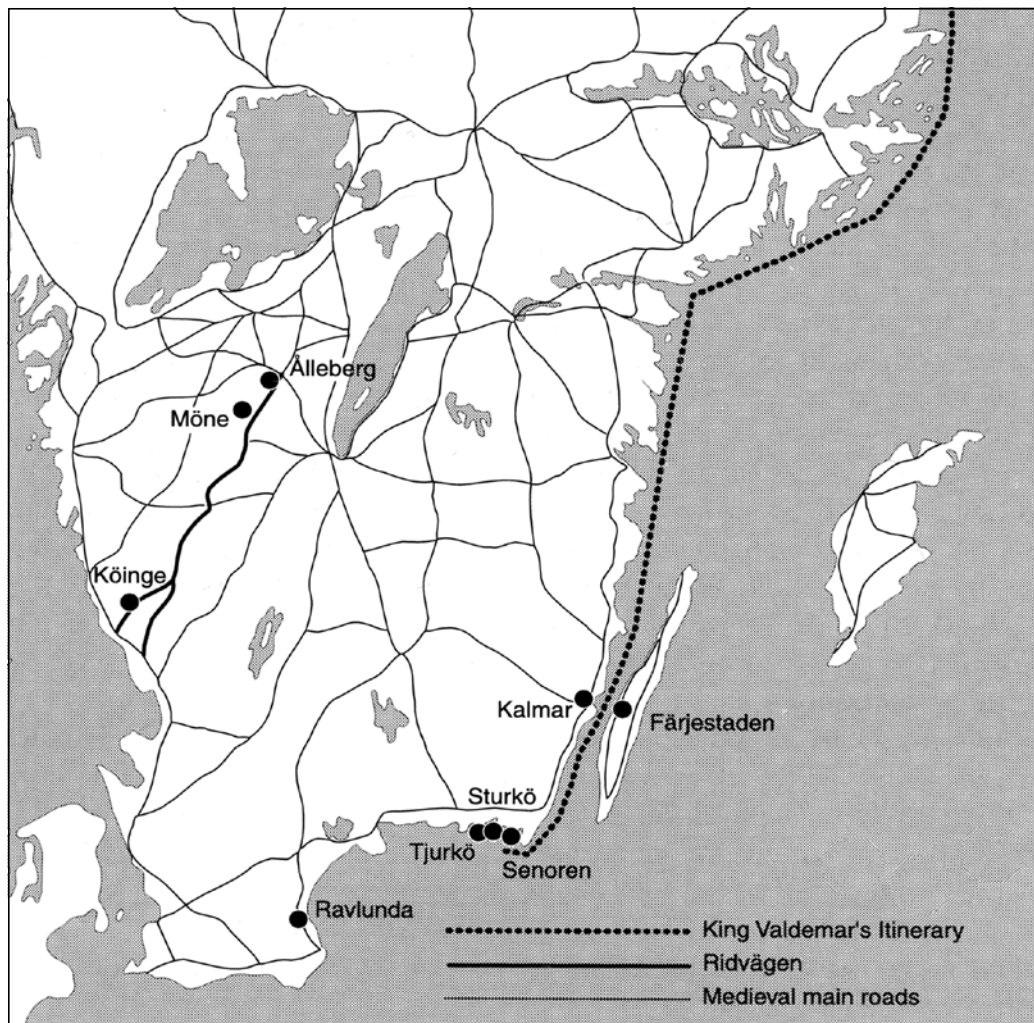 Ålleberg
Möne
Köinge
Kalmar
Färjestaden
Sturkö
Tjurkö
Senoren
Ravlunda
King Valdemar's Itinerary
Ridvägen
Medieval main roads